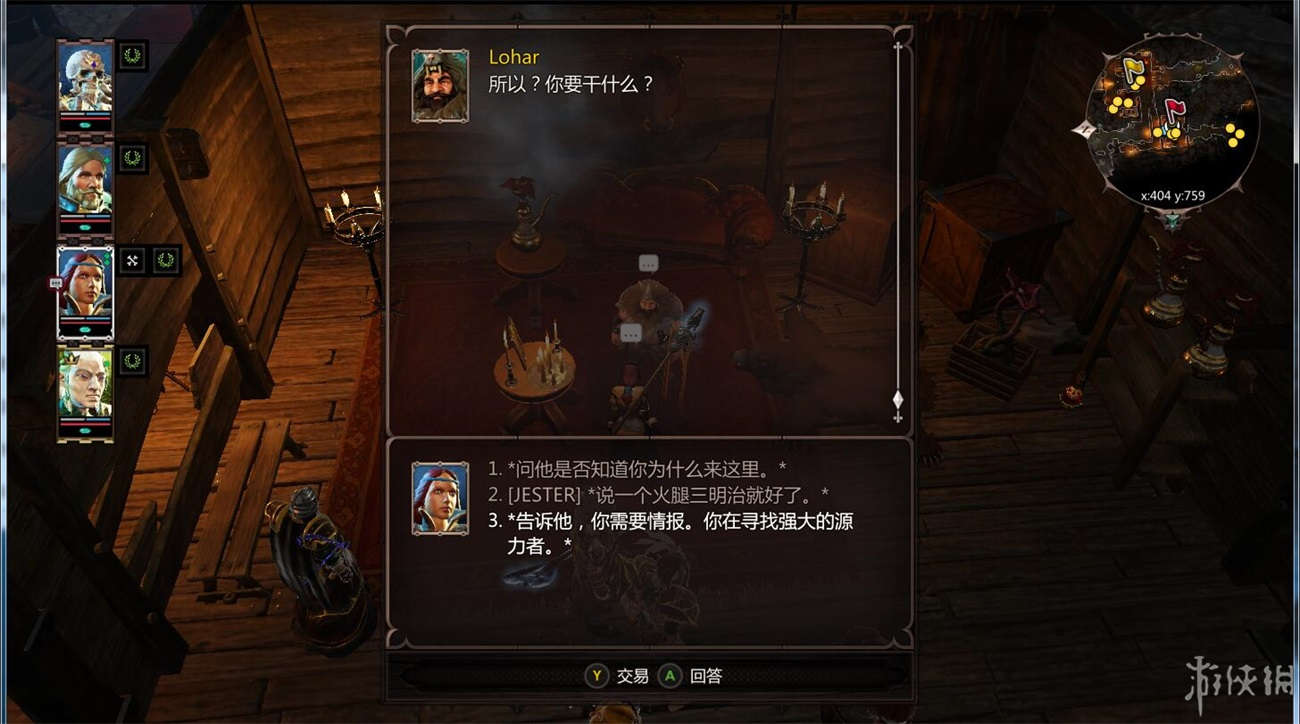 Lohar
所以？你要干什么？
x:404 y:759
1. *问他是否知道你为什么来这里。*
2. [JESTER] *说一个火腿三明治就好了。*
3. *告诉他，你需要情报。你在寻找强大的源
力者。*
Y 交易 A 回答
游侠网